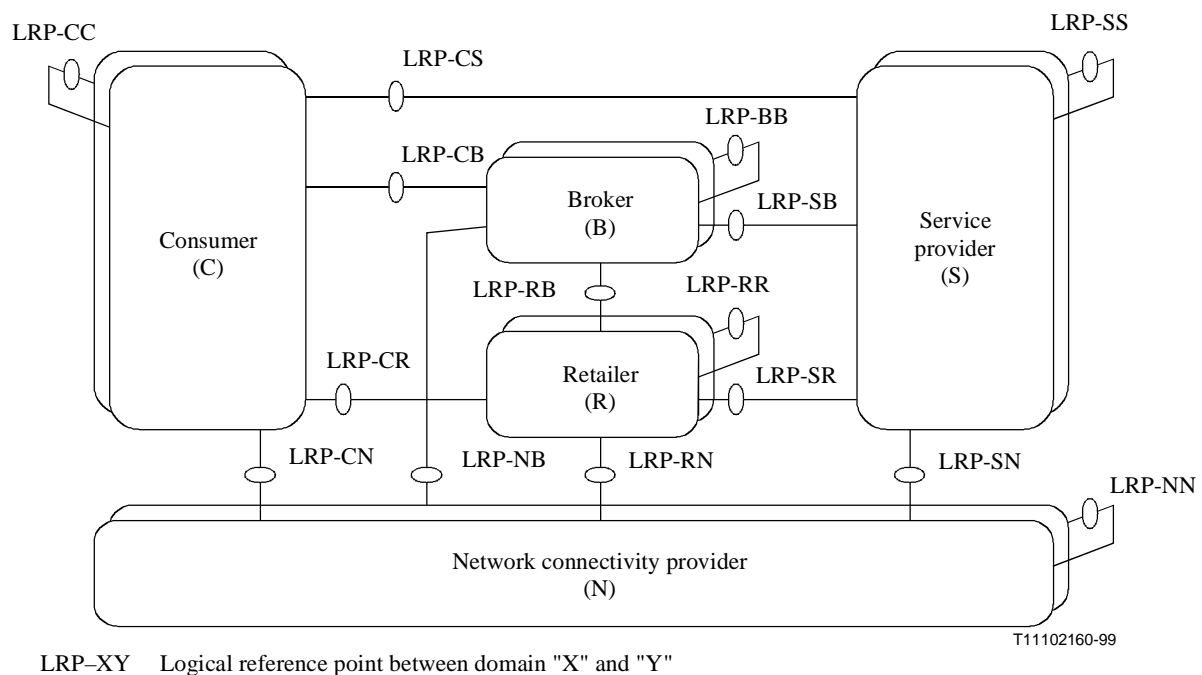 LRP-CC
LRP-SS
LRP-CS
LRP-BB
LRP-CB
Broker
(B)
LRP-SB
Consumer
(C)
Service
provider
(S)
LRP-RB
LRP-RR
LRP-CR
Retailer
(R)
LRP-SR
LRP-CN
LRP-NB
LRP-RN
LRP-SN
LRP-NN
Network connectivity provider
(N)
T11102160-99
LRP–XY Logical reference point between domain "X" and "Y"